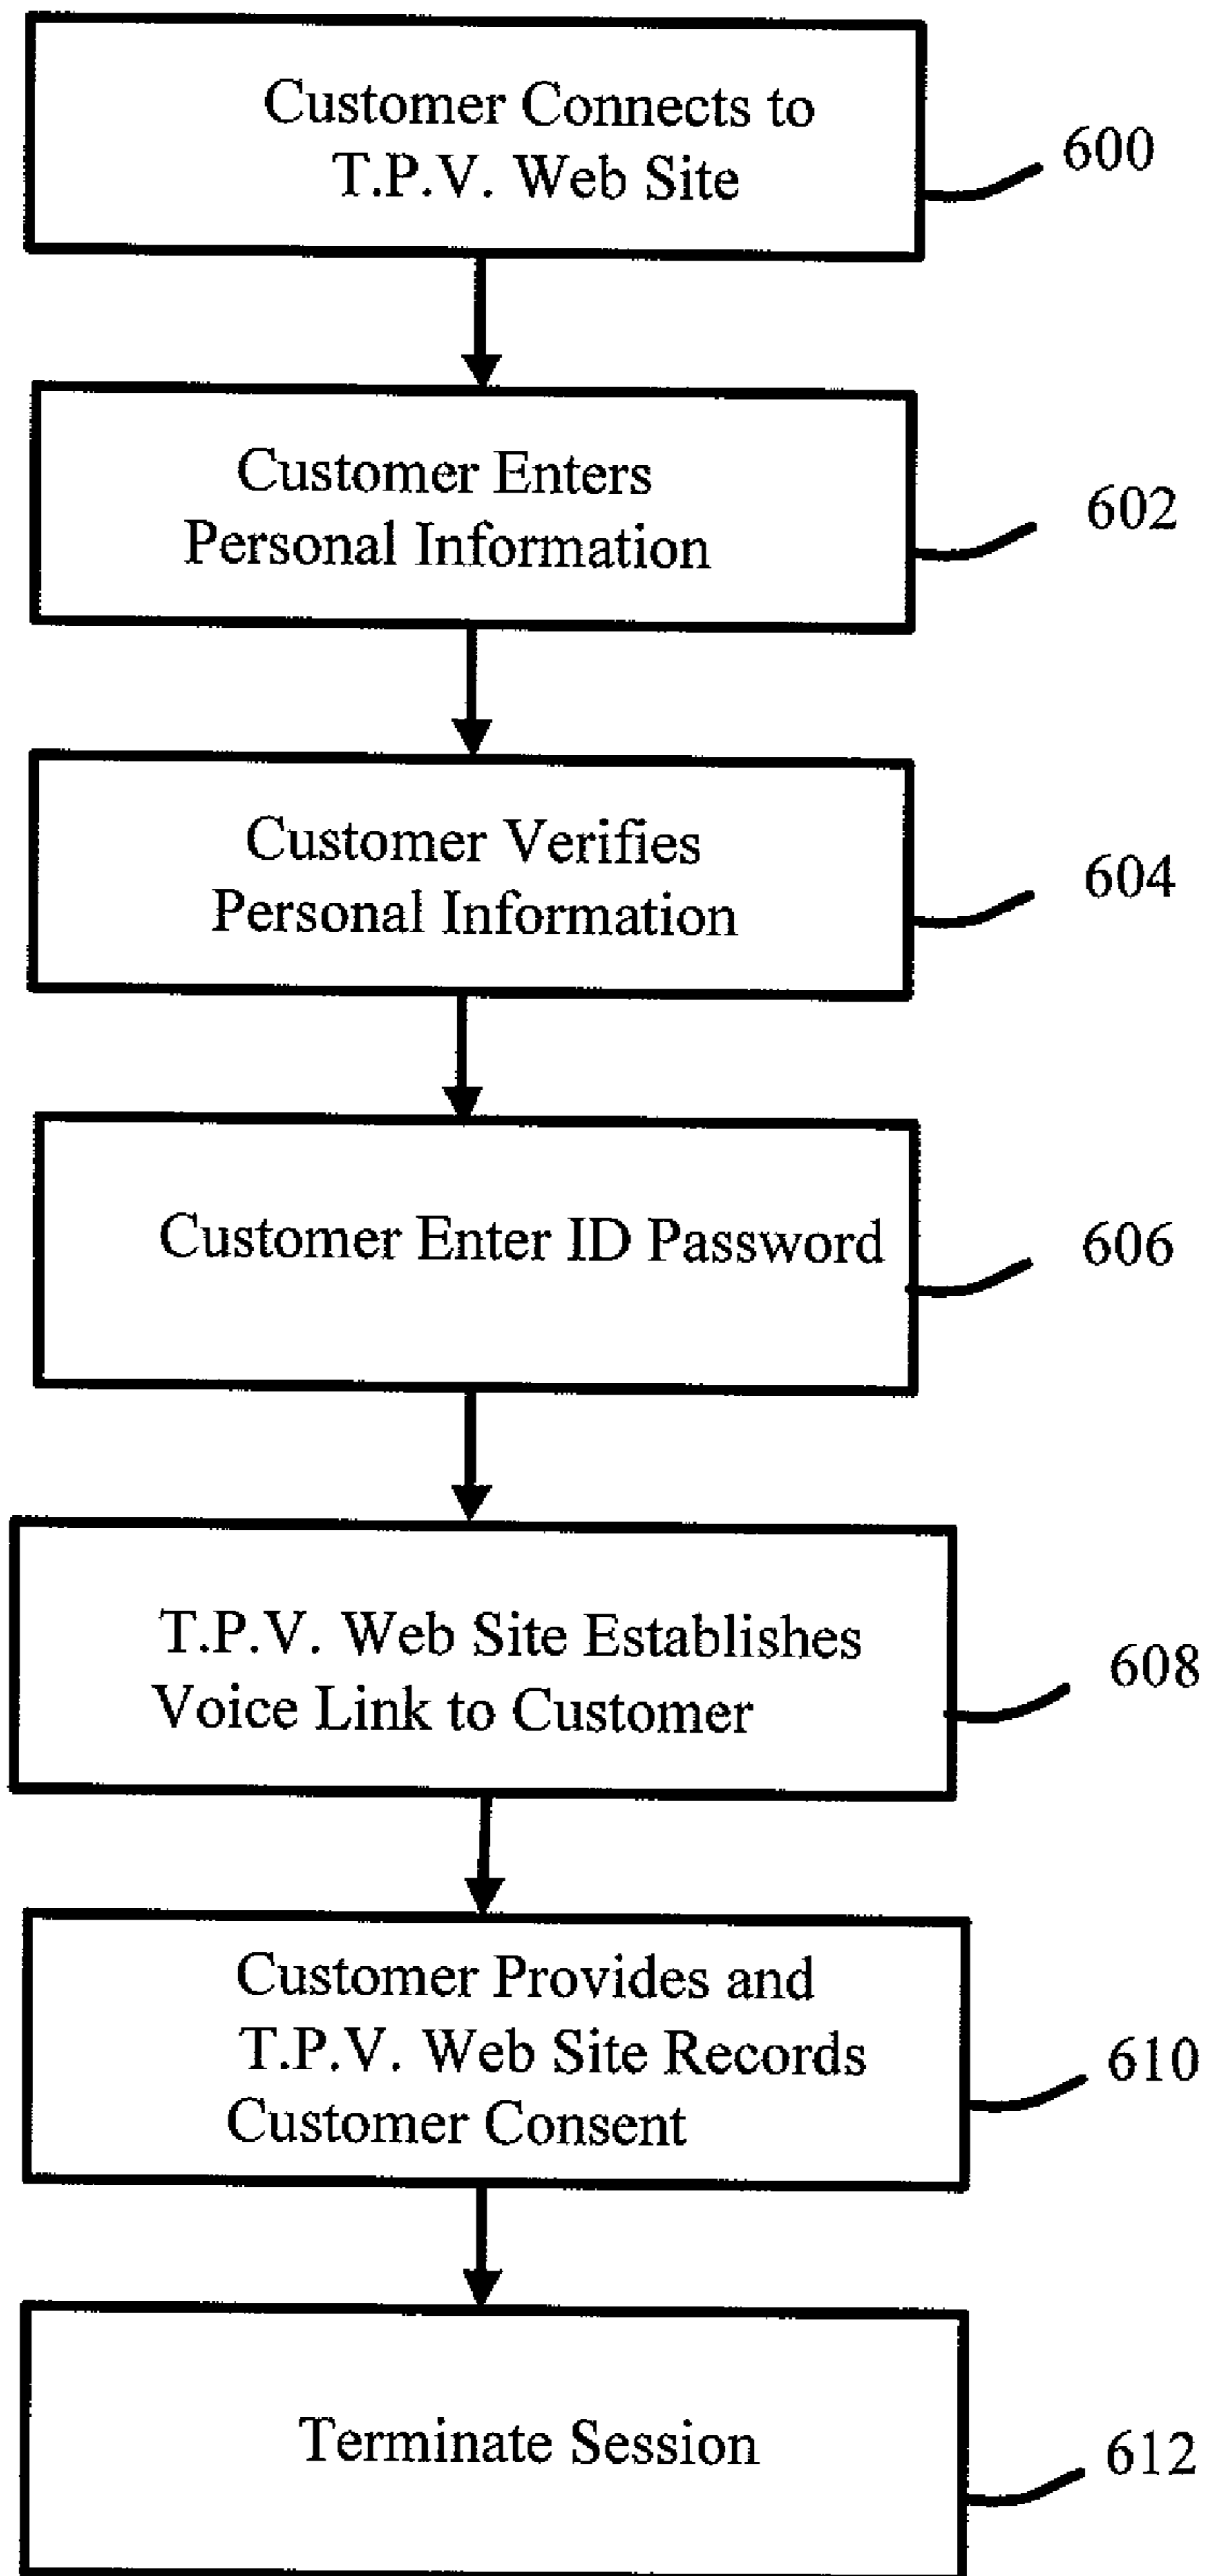 Customer Connects to
T.P.V. Web Site
600
Customer Enters
Personal Information
602
Customer Verifies
Personal Information
604
Customer Enter ID Password
606
T.P.V. Web Site Establishes
Voice Link to Customer
608
Customer Provides and
T.P.V. Web Site Records
Customer Consent
610
Terminate Session
612